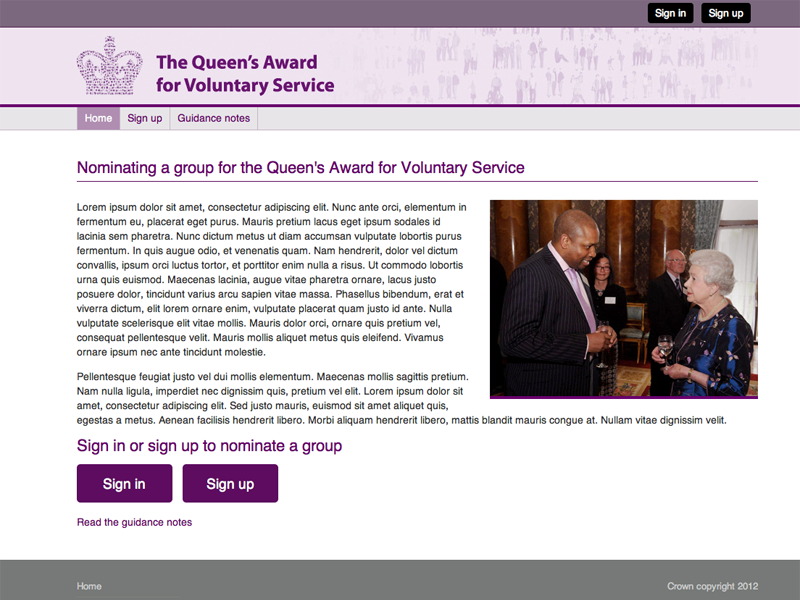 Sign in Sign up
The Queen's Award
for Voluntary Service
Home Sign up Guidance notes
Nominating a group for the Queen's Award for Voluntary Service
Lorem ipsum dolor sit amet, consectetur adipiscing elit. Nunc ante orci, elementum in
fermentum eu, placerat eget purus. Mauris pretium lacus eget ipsum sodales id
lacinia sem pharetra. Nunc dictum metus ut diam accumsan vulputate lobortis purus
fermentum. In quis augue odio, et venenatis quam. Nam hendrerit, dolor vel dictum
convallis, ipsum orci luctus tortor, et porttitor enim nulla a risus. Ut commodo lobortis
urna quis euismod. Maecenas lacinia, augue vitae pharetra ornare, lacus justo
posuere dolor, tincidunt varius arcu sapien vitae massa. Phasellus bibendum, erat et
viverra dictum, elit lorem ornare enim, vulputate placerat quam justo id ante. Nulla
vulputate scelerisque elit vitae mollis. Mauris dolor orci, ornare quis pretium vel,
consequat pellentesque velit. Mauris mollis aliquet metus quis eleifend. Vivamus
ornare ipsum nec ante tincidunt molestie.
Pellentesque feugiat justo vel dui mollis elementum. Maecenas mollis sagittis pretium.
Nam nulla ligula, imperdiet nec dignissim quis, pretium vel elit. Lorem ipsum dolor sit
amet, consectetur adipiscing elit. Sed justo mauris, euismod sit amet aliquet quis,
egestas a metus. Aenean facilisis hendrerit libero. Morbi aliquam hendrerit libero, mattis blandit mauris congue at. Nullam vitae dignissim velit.
Sign in or sign up to nominate a group
Sign in Sign up
Read the guidance notes
Home Crown copyright 2012